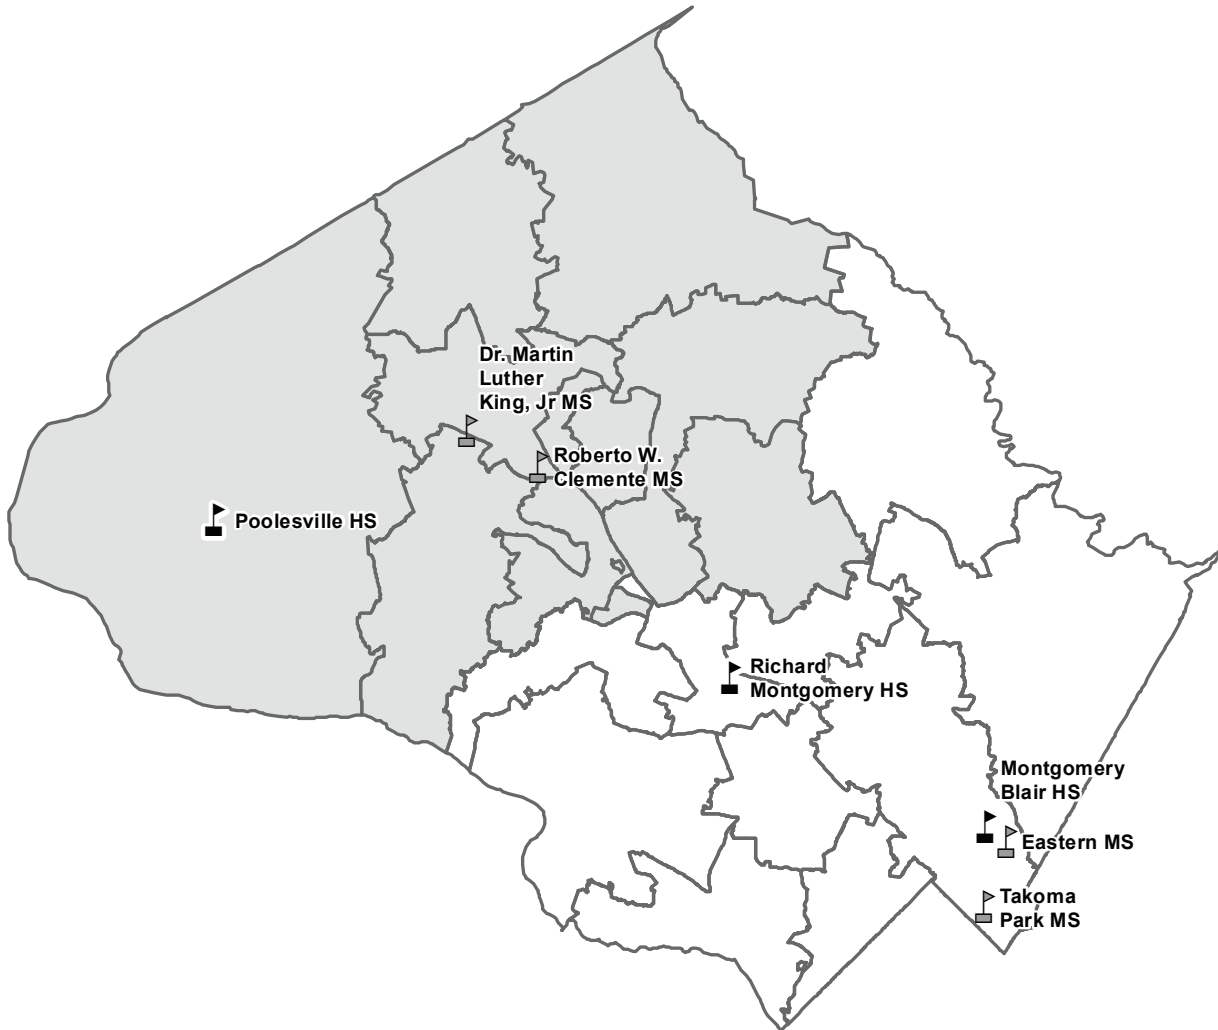 Dr. Martin
Luther
King, Jr MS
Roberto W.
Clemente MS
Poolesville HS
Richard
Montgomery HS
Montgomery
Blair HS
Eastern MS
Takoma
Park MS